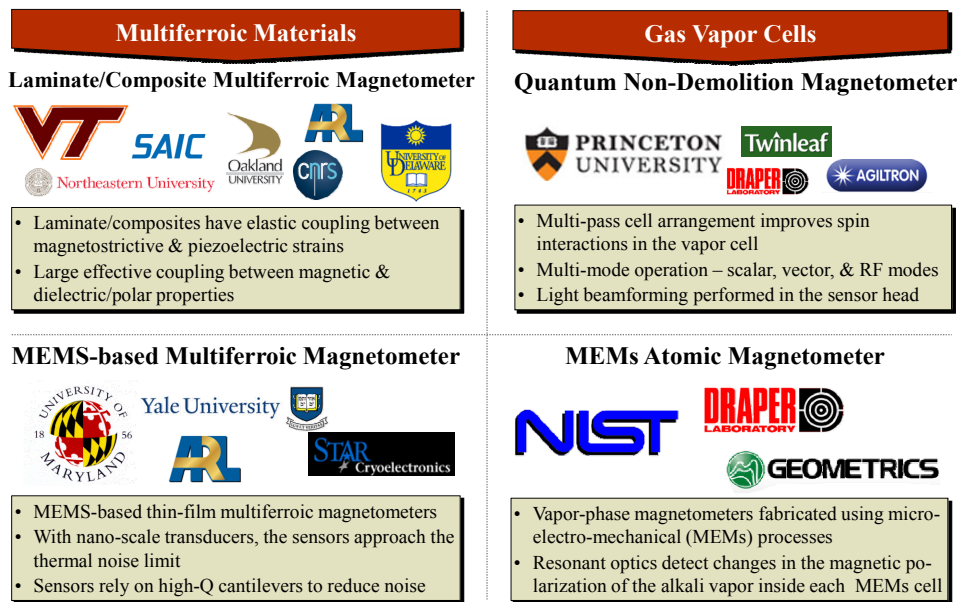 Multiferroic Materials
Laminate/Composite Multiferroic Magnetometer
VT
SAIC
Oakland
UNIVERSITY
ARL
cnrs
UNIVERSITY OF
DELAWARE
1743
Northeastern University
• Laminate/composites have elastic coupling between
magnetostrictive & piezoelectric strains
• Large effective coupling between magnetic &
dielectric/polar properties
Gas Vapor Cells
Quantum Non-Demolition Magnetometer
PRINCETON
UNIVERSITY
Twinleaf
DRAPER
LABORATORY
AGILTRON
• Multi-pass cell arrangement improves spin
interactions in the vapor cell
• Multi-mode operation – scalar, vector, & RF modes
• Light beamforming performed in the sensor head
MEMS-based Multiferroic Magnetometer
UNIVERSITY OF
18 56
MARYLAND
Yale University
ARL
STAR
Cryoelectronics
• MEMS-based thin-film multiferroic magnetometers
• With nano-scale transducers, the sensors approach the
thermal noise limit
• Sensors rely on high-Q cantilevers to reduce noise
MEMs Atomic Magnetometer
NIST
DRAPER
LABORATORY
GEOMETRICS
• Vapor-phase magnetometers fabricated using micro-
electro-mechanical (MEMs) processes
• Resonant optics detect changes in the magnetic po-
larization of the alkali vapor inside each MEMs cell